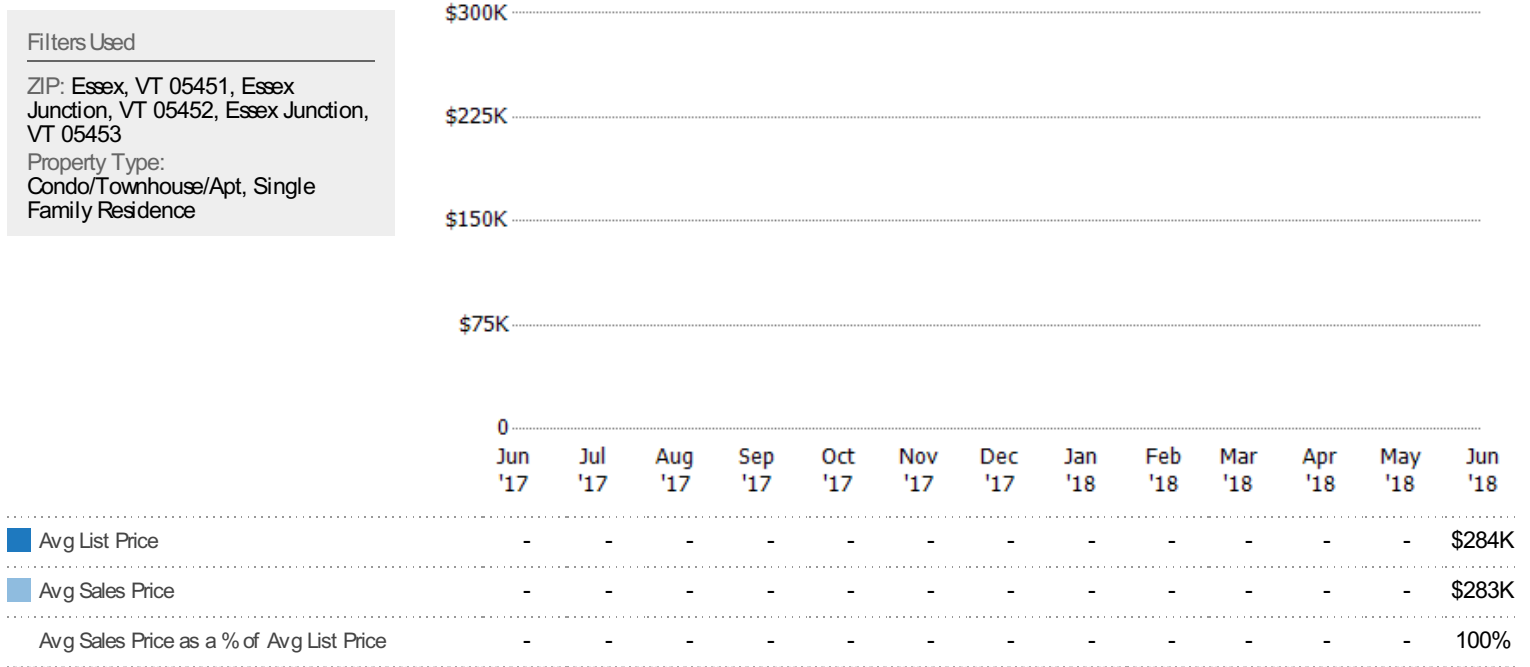 Filters Used
ZIP: Essex, VT 05451, Essex
Junction, VT 05452, Essex Junction,
VT 05453
Property Type:
Condo/Townhouse/Apt, Single
Family Residence
$300K
$225K
$150K
$75K
0
Jun Jul Aug Sep Oct Nov Dec Jan Feb Mar Apr May Jun
'17 '17 '17 '17 '17 '17 '17 '18 '18 '18 '18 '18 '18
Avg List Price - - - - - - - - - - - - $284K
Avg Sales Price - - - - - - - - - - - - $283K
Avg Sales Price as a % of Avg List Price - - - - - - - - - - - - 100%